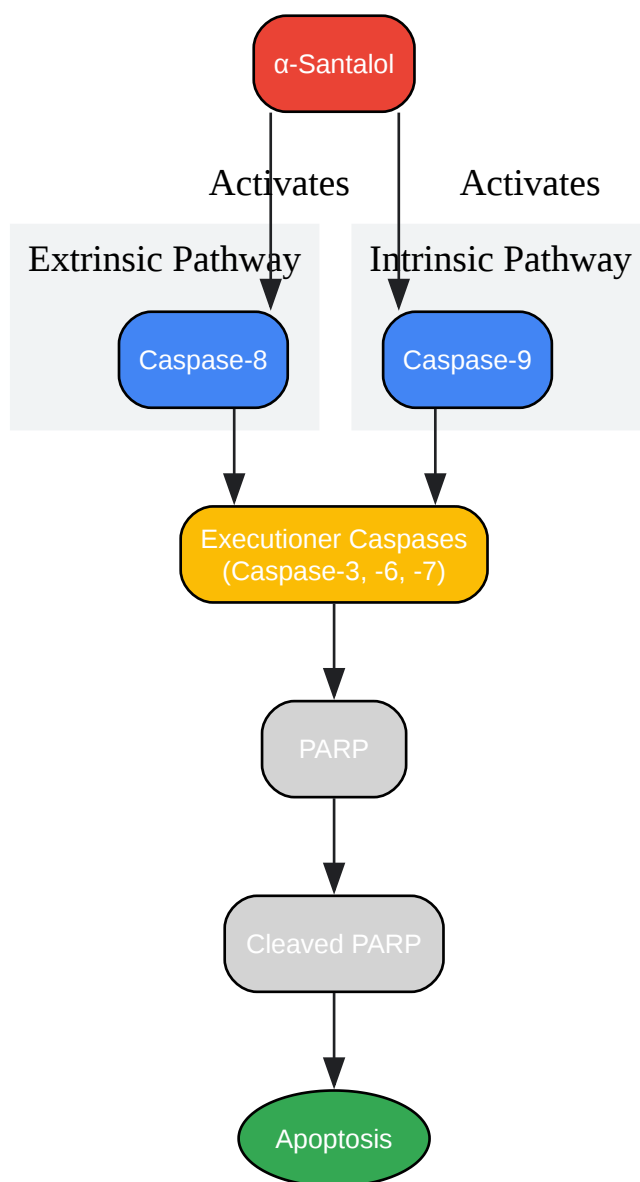 α-Santalol
Activates
Activates
Extrinsic Pathway
Intrinsic Pathway
Caspase-8
Caspase-9
Executioner Caspases
(Caspase-3, -6, -7)
PARP
Cleaved PARP
Apoptosis